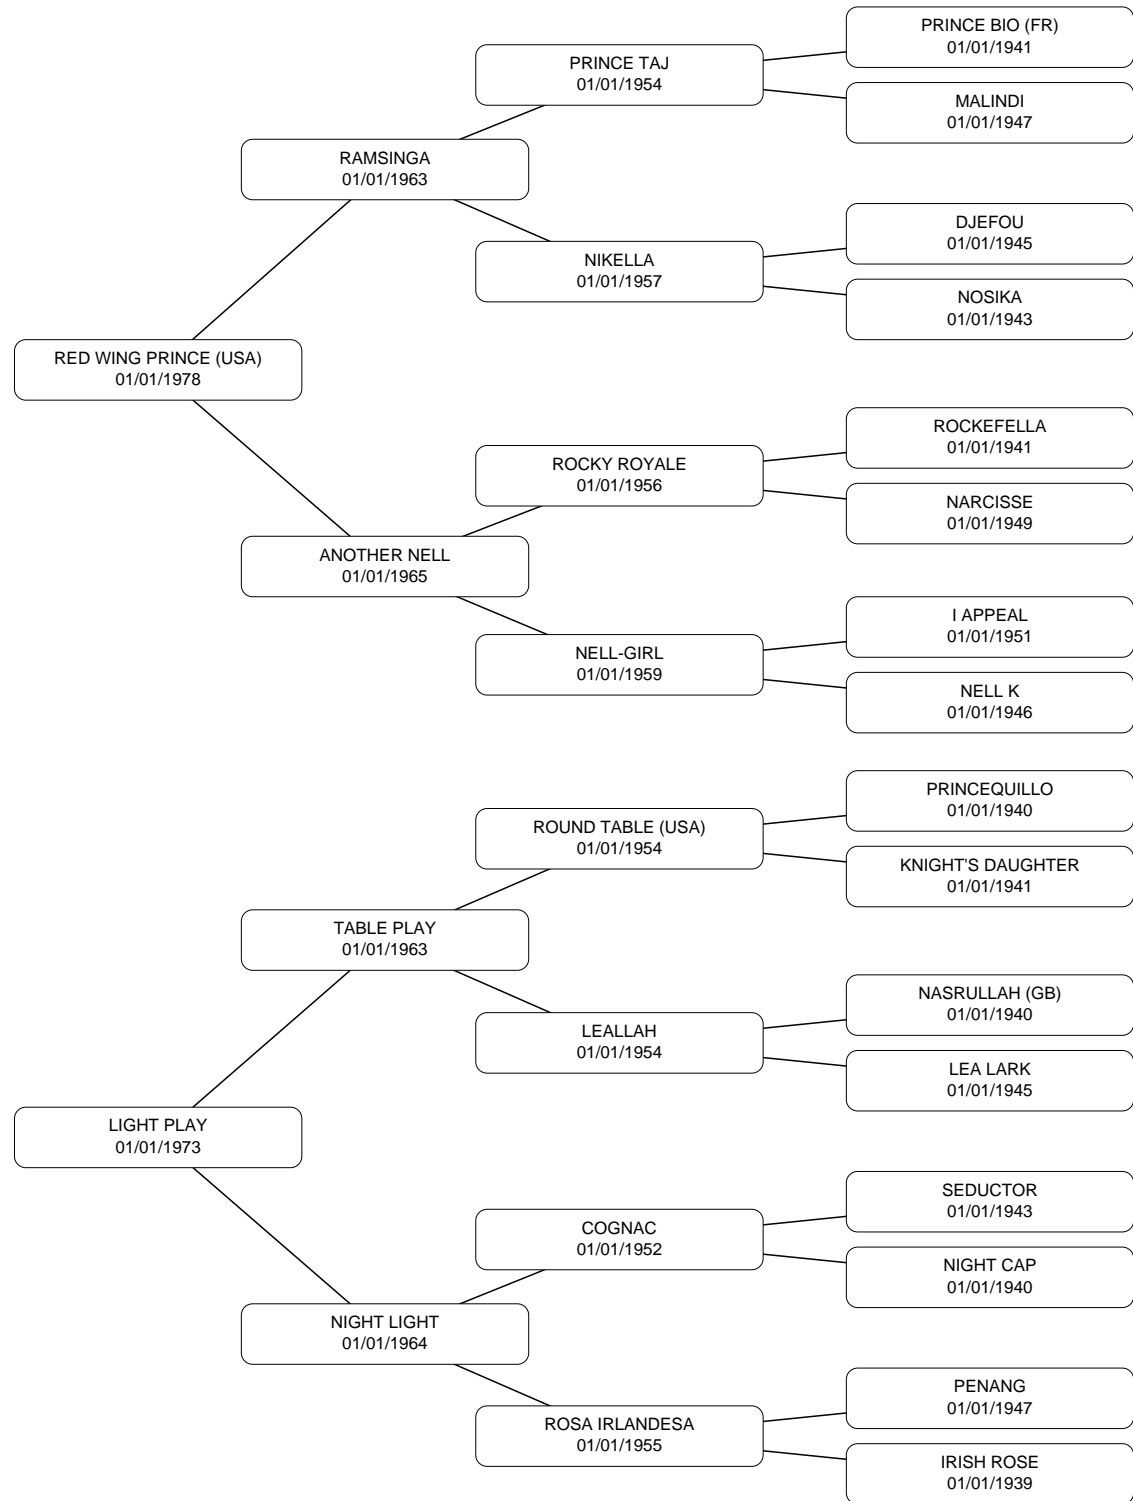 PRINCE BIO (FR)
01/01/1941
PRINCE TAJ
01/01/1954
MALINDI
01/01/1947
RAMSINGA
01/01/1963
DJEFOU
01/01/1945
NIKELLA
01/01/1957
NOSIKA
01/01/1943
RED WING PRINCE (USA)
01/01/1978
ROCKEFELLA
01/01/1941
ROCKY ROYALE
01/01/1956
NARCISSE
01/01/1949
ANOTHER NELL
01/01/1965
I APPEAL
01/01/1951
NELL-GIRL
01/01/1959
NELL K
01/01/1946
PRINCEQUILLO
01/01/1940
ROUND TABLE (USA)
01/01/1954
KNIGHT'S DAUGHTER
01/01/1941
TABLE PLAY
01/01/1963
NASRULLAH (GB)
01/01/1940
LEALLAH
01/01/1954
LEA LARK
01/01/1945
LIGHT PLAY
01/01/1973
SEDUCTOR
01/01/1943
COGNAC
01/01/1952
NIGHT CAP
01/01/1940
NIGHT LIGHT
01/01/1964
PENANG
01/01/1947
ROSA IRLANDESA
01/01/1955
IRISH ROSE
01/01/1939